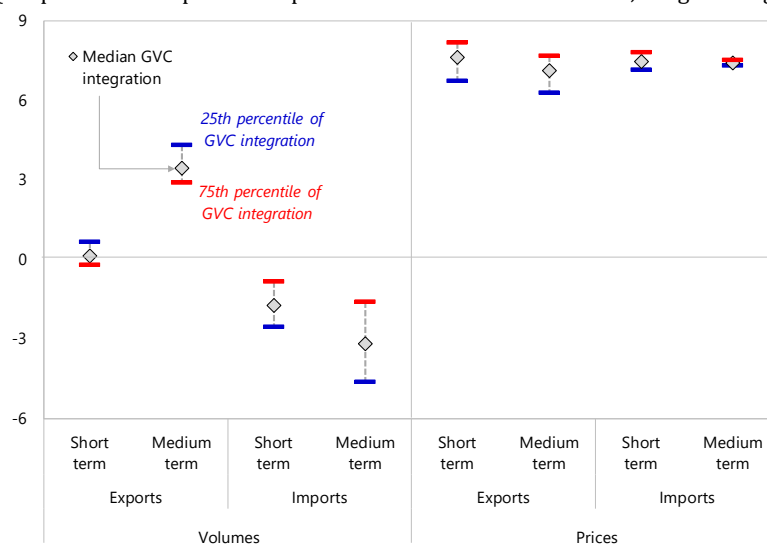 9
Median GVC
integration
6
25th percentile of
GVC integration
3
75th percentile of
GVC integration
0
-3
-6
Short term Medium term Short term Medium term Short term Medium term Short term Medium term
Exports Imports Exports Imports
Volumes Prices